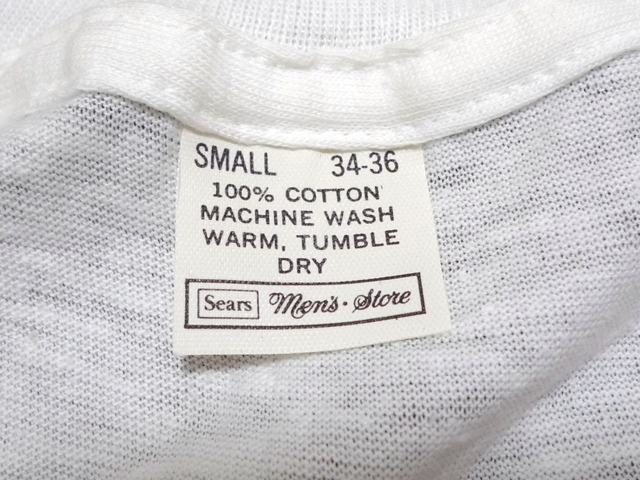 SMALL 34-36
100% COTTON
MACHINE WASH
WARM, TUMBLE
DRY
Sears Men's · Store